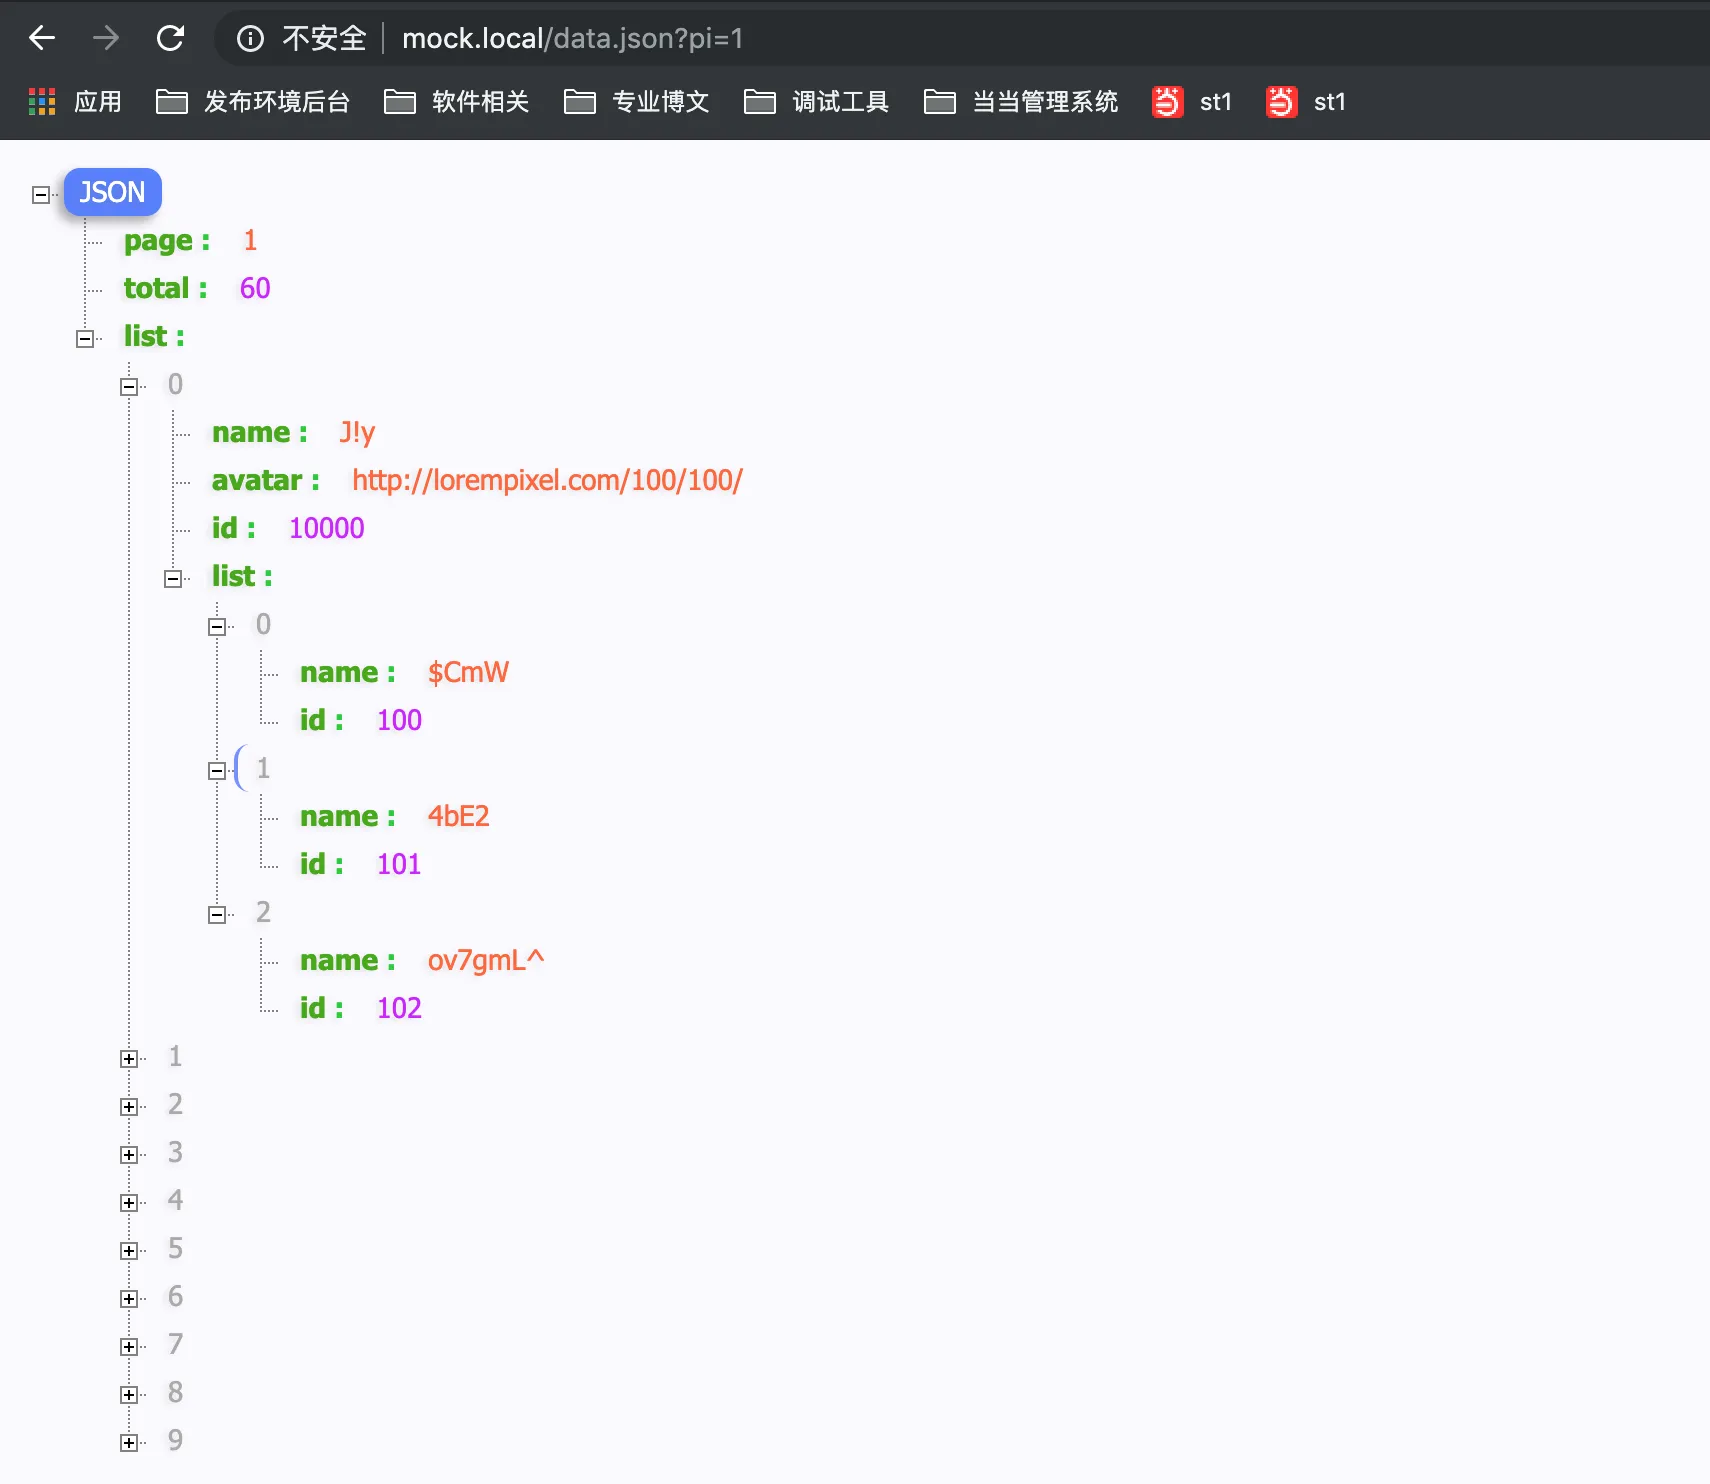 不安全 mock.local/data.json?pi=1
应用 发布环境后台 软件相关 专业博文 调试工具 当当管理系统 st1 st1
JSON
page : 1
total : 60
list :
0
name : J!y
avatar : http://lorempixel.com/100/100/
id : 10000
list :
0
name : $CmW
id : 100
1
name : 4bE2
id : 101
2
name : ov7gmL^
id : 102
1
2
3
4
5
6
7
8
9